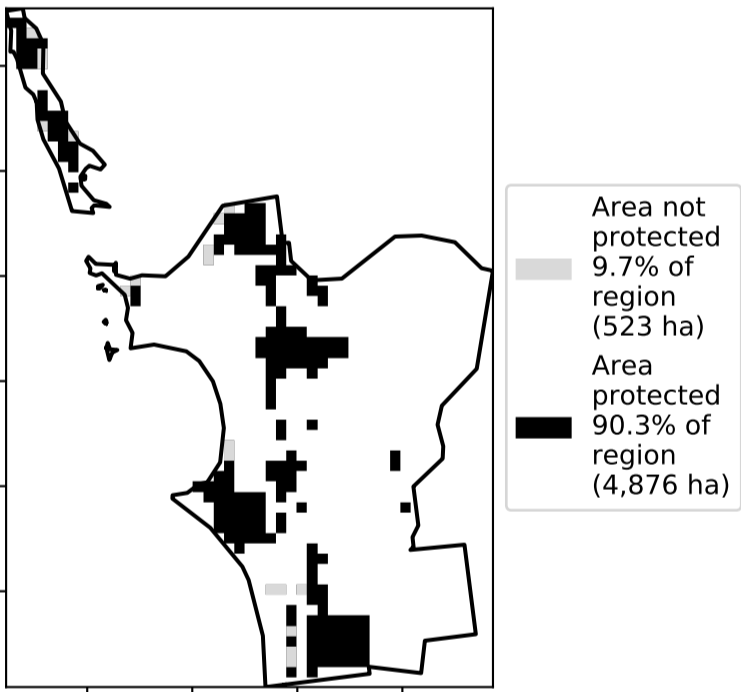 Area not
protected
9.7% of
region
(523 ha)
Area
protected
90.3% of
region
(4,876 ha)